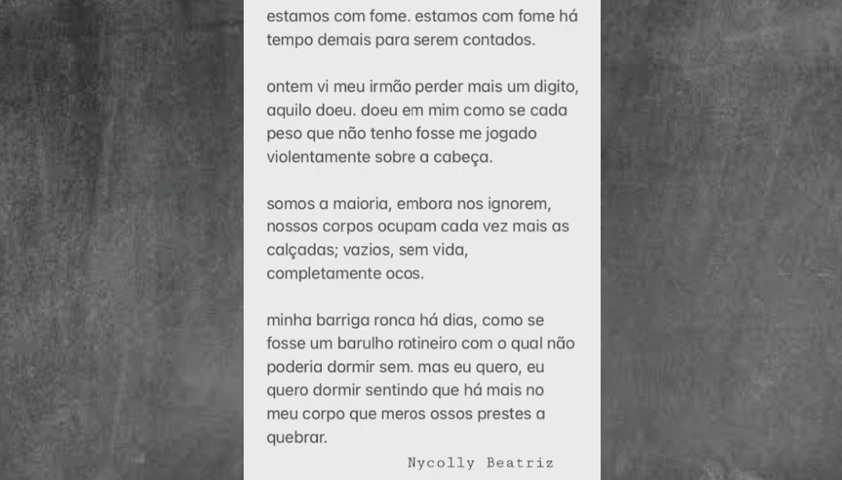 estamos com fome. estamos com fome há
tempo demais para serem contados.
ontem vi meu irmão perder mais um digito,
aquilo doeu. doeu em mim como se cada
peso que não tenho fosse me jogado
violentamente sobre a cabeça.
somos a maioria, embora nos ignorem,
nossos corpos ocupam cada vez mais as
calçadas; vazios, sem vida,
completamente ocos.
minha barriga ronca há dias, como se
fosse um barulho rotineiro com o qual não
poderia dormir sem. mas eu quero, eu
quero dormir sentindo que há mais no
meu corpo que meros ossos prestes a
quebrar.
Nycolly Beatriz